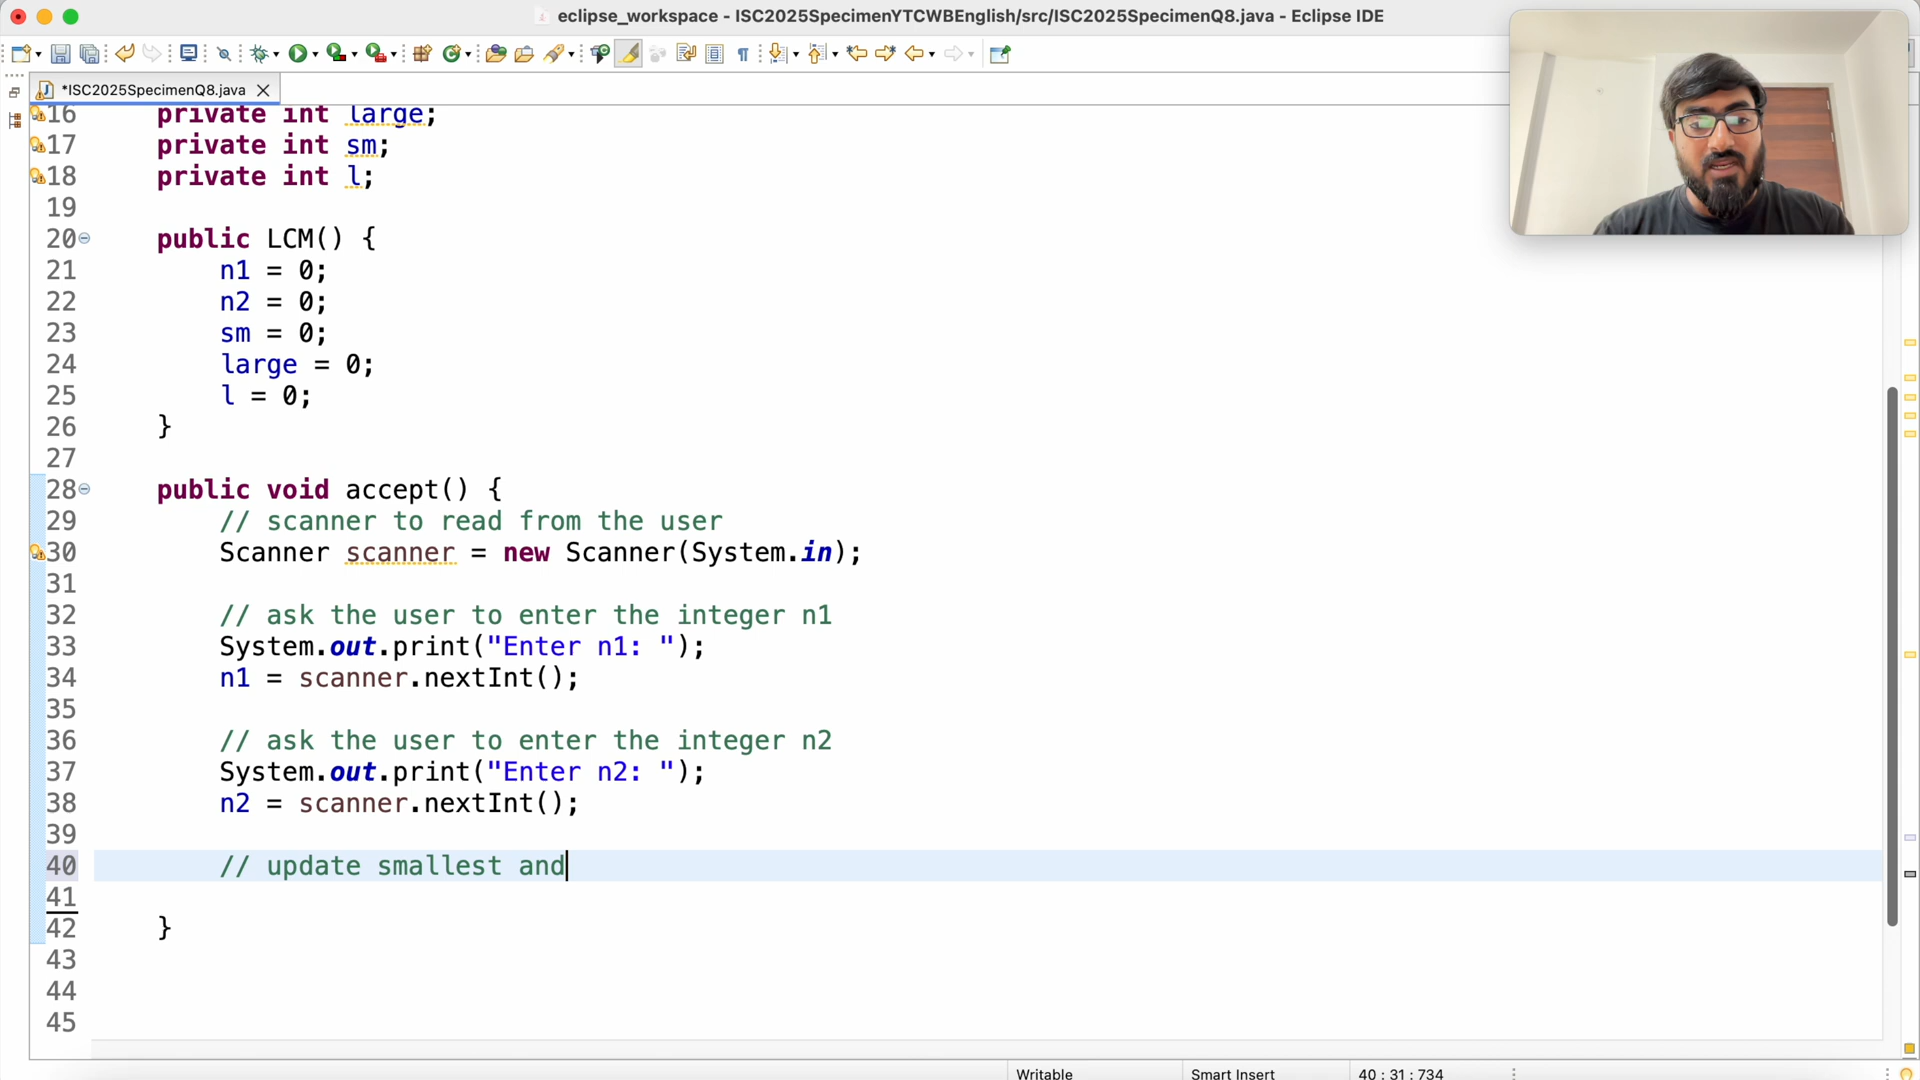 eclipse_workspace - ISC2025SpecimenYTCWBEnglish/src/ISC2025SpecimenQ8.java - Eclipse IDE
*ISC2025SpecimenQ8.java
16 private int large;
17 private int sm;
18 private int l;
19
20 public LCM() {
21 n1 = 0;
22 n2 = 0;
23 sm = 0;
24 large = 0;
25 l = 0;
26 }
27
28 public void accept() {
29 // scanner to read from the user
30 Scanner scanner = new Scanner(System.in);
31
32 // ask the user to enter the integer n1
33 System.out.print("Enter n1: ");
34 n1 = scanner.nextInt();
35
36 // ask the user to enter the integer n2
37 System.out.print("Enter n2: ");
38 n2 = scanner.nextInt();
39
40 // update smallest and
41
42 }
43
44
45
Writable Smart Insert 40 : 31 : 734